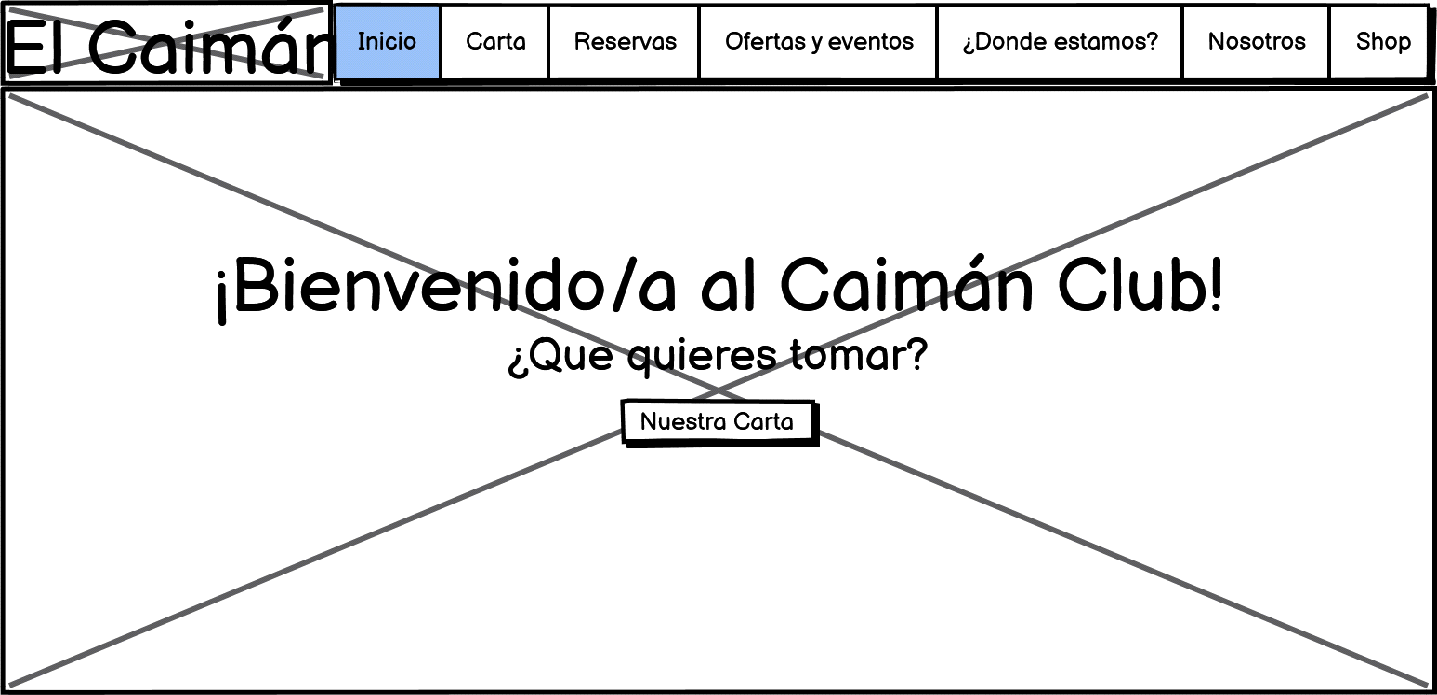 El Caimán
Inicio
Carta
Reservas
Ofertas y eventos
¿Donde estamos?
Nosotros
Shop
¡Bienvenido/a al Caimán Club!
¿Que quieres tomar?
Nuestra Carta